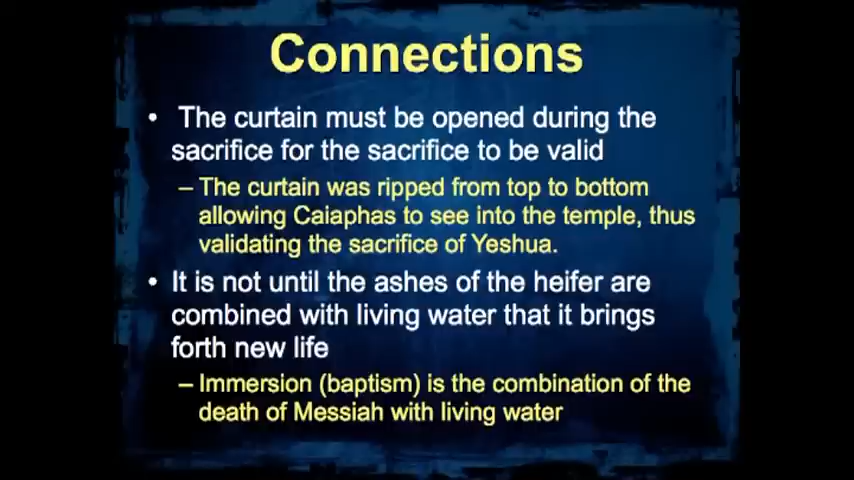 Connections
• The curtain must be opened during the
sacrifice for the sacrifice to be valid
– The curtain was ripped from top to bottom
allowing Caiaphas to see into the temple, thus
validating the sacrifice of Yeshua.
• It is not until the ashes of the heifer are
combined with living water that it brings
forth new life
– Immersion (baptism) is the combination of the
death of Messiah with living water